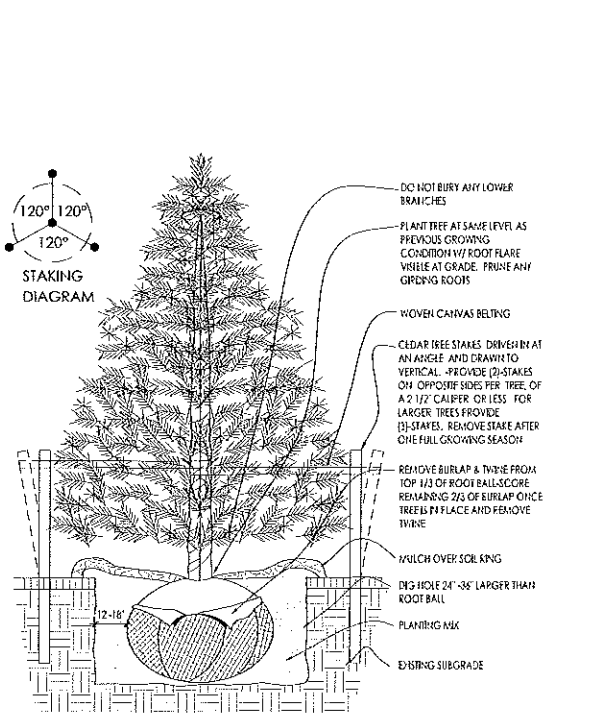 120° 120°
120°
STAKING
DIAGRAM
DO NOT BURY ANY LOWER
BRANCHES
PLANT TREE AT SAME LEVEL AS
PREVIOUS GROWING
CONDITION W/ ROOT FLARE
VISIBLE AT GRADE. PRUNE ANY
GIRDING ROOTS
WOVEN CANVAS BELTING
CEDAR TREE STAKES DRIVEN IN AT
AN ANGLE AND DRAWN TO
VERTICAL. -PROVIDE (2)-STAKES
ON OPPOSITE SIDES PER TREE, OF
A 2 1/2" CALIPER OR LESS FOR
LARGER TREES PROVIDE
(3)-STAKES. REMOVE STAKE AFTER
ONE FULL GROWING SEASON
REMOVE BURLAP & TWINE FROM
TOP 1/3 OF ROOT BALL-SCORE
REMAINING 2/3 OF BURLAP ONCE
TREE IS IN PLACE AND REMOVE
TWINE
MULCH OVER SOIL RING
DIG HOLE 24"-36" LARGER THAN
ROOT BALL
12-18"
PLANTING MIX
EXISTING SUBGRADE